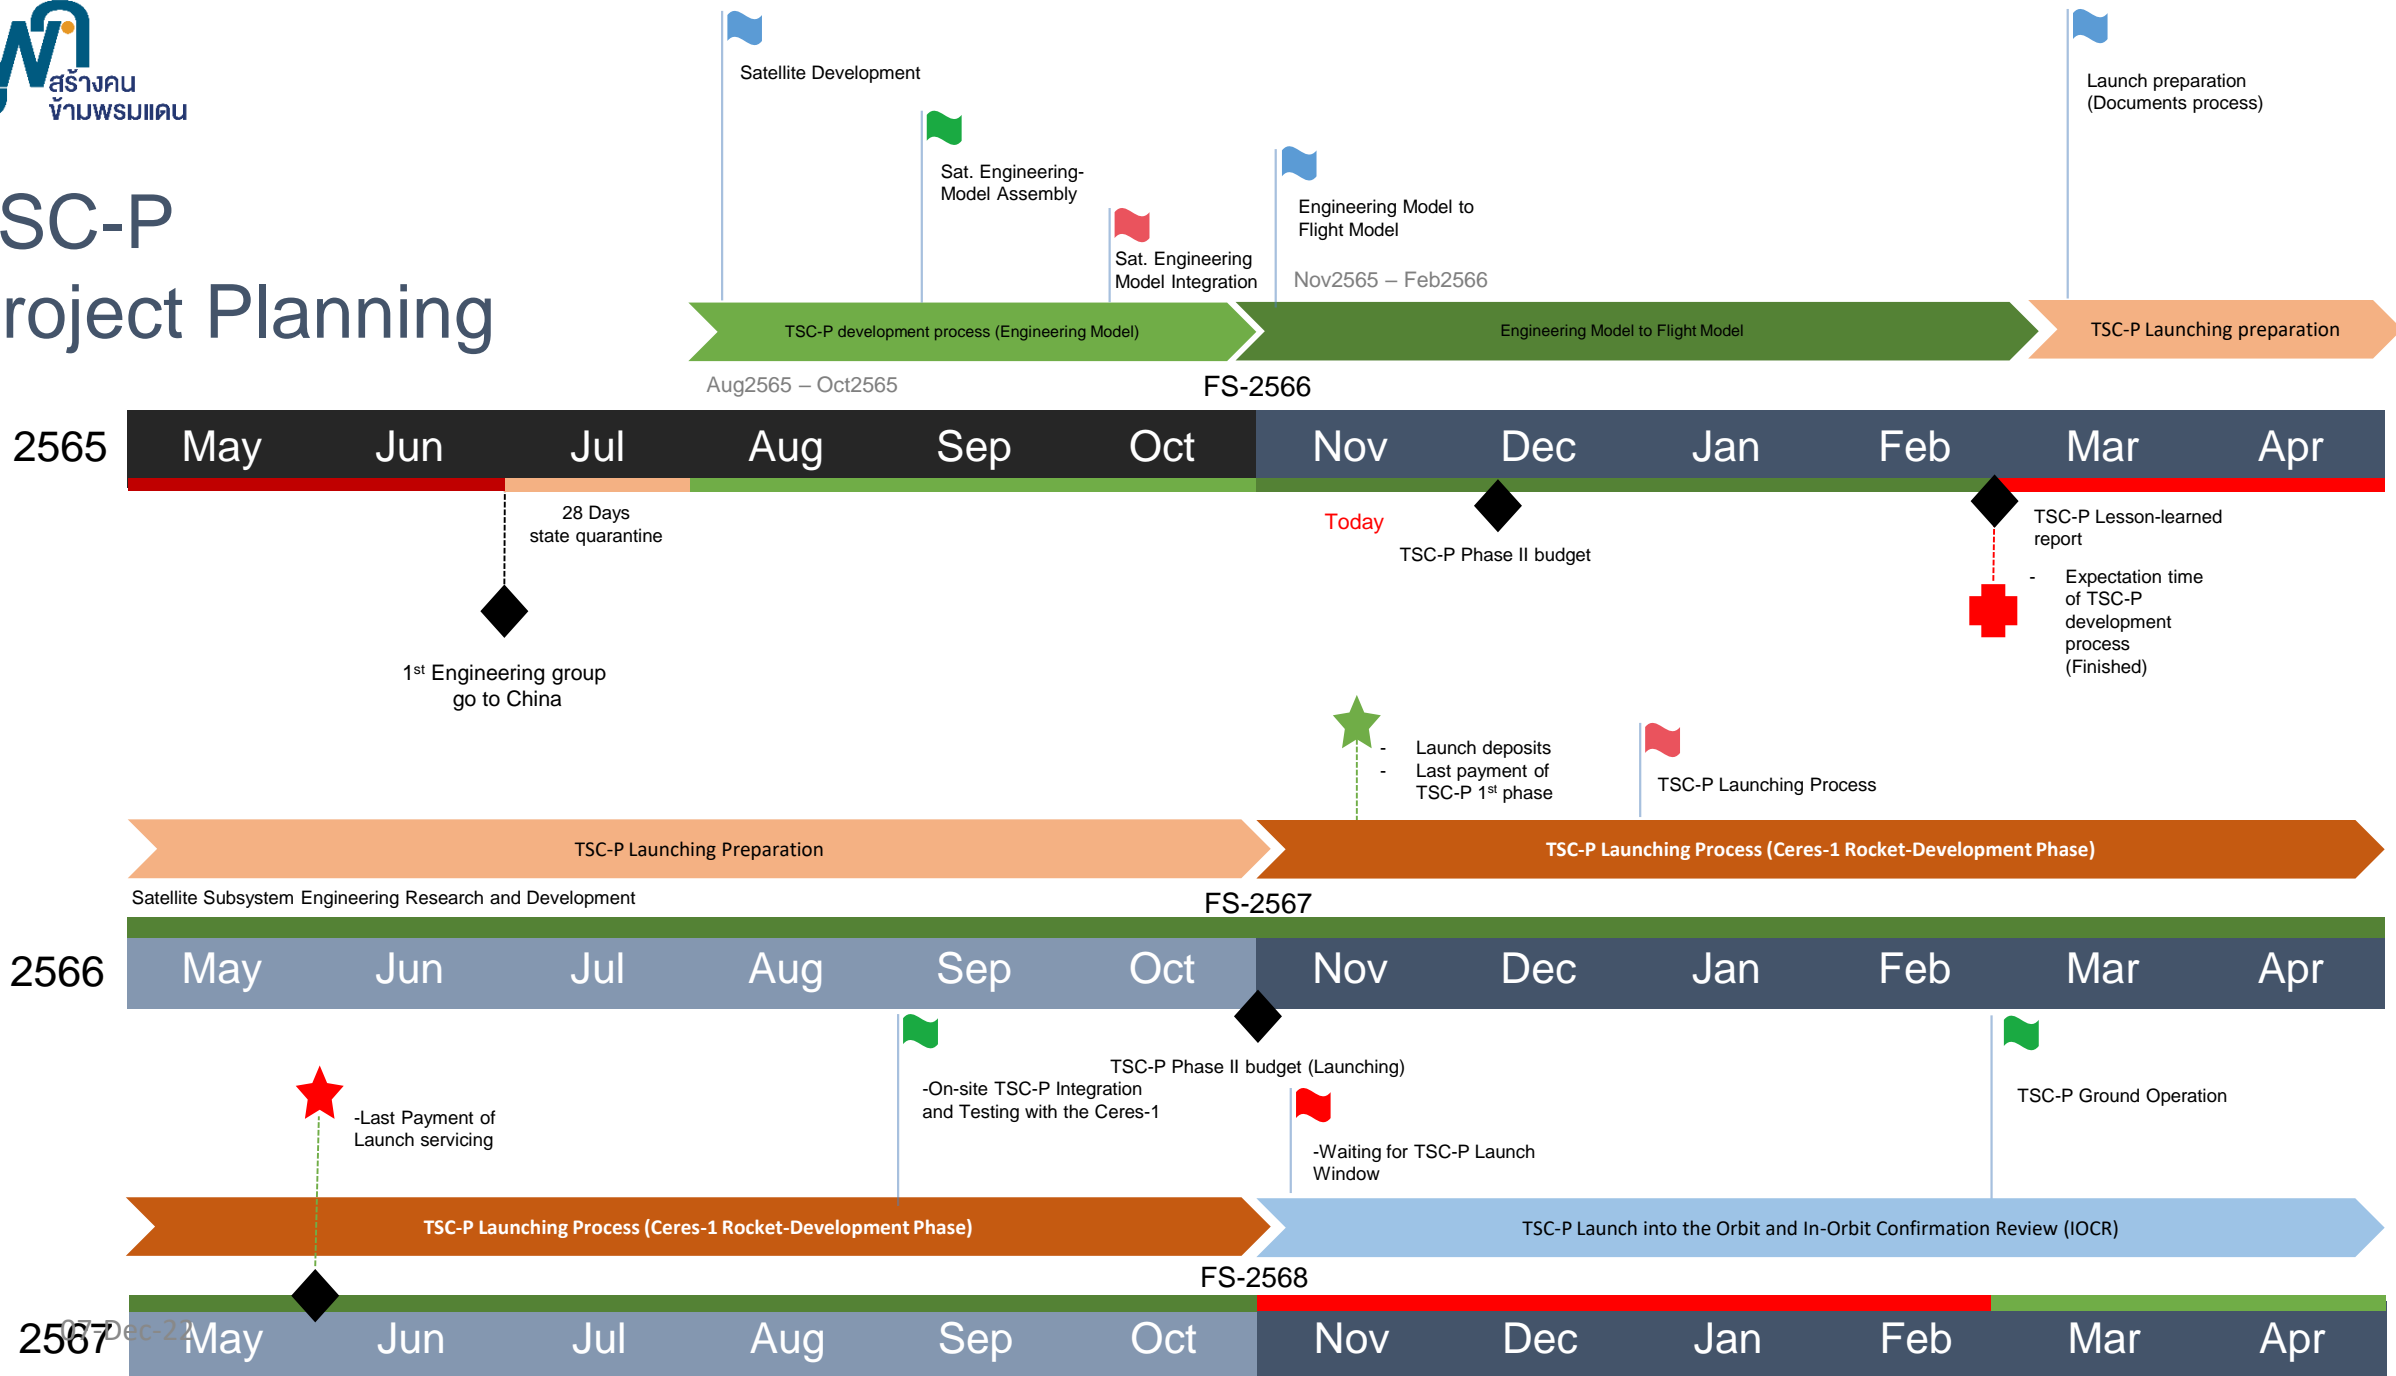 สร้างคน
ข้ามพรมแดน
SC-P
roject Planning
Satellite Development
Sat. Engineering-
Model Assembly
Sat. Engineering
Model Integration
Engineering Model to
Flight Model
Nov2565 – Feb2566
Launch preparation
(Documents process)
TSC-P development process (Engineering Model)
Engineering Model to Flight Model
TSC-P Launching preparation
Aug2565 – Oct2565
FS-2566
2565 May Jun Jul Aug Sep Oct Nov Dec Jan Feb Mar Apr
28 Days
state quarantine
1st Engineering group
go to China
Today
TSC-P Phase II budget
TSC-P Lesson-learned
report
- Expectation time
of TSC-P
development
process
(Finished)
- Launch deposits
- Last payment of
TSC-P 1st phase
TSC-P Launching Process
TSC-P Launching Preparation
TSC-P Launching Process (Ceres-1 Rocket-Development Phase)
Satellite Subsystem Engineering Research and Development
FS-2567
2566 May Jun Jul Aug Sep Oct Nov Dec Jan Feb Mar Apr
TSC-P Phase II budget (Launching)
-On-site TSC-P Integration
and Testing with the Ceres-1
-Last Payment of
Launch servicing
-Waiting for TSC-P Launch
Window
TSC-P Ground Operation
TSC-P Launching Process (Ceres-1 Rocket-Development Phase)
TSC-P Launch into the Orbit and In-Orbit Confirmation Review (IOCR)
FS-2568
2567 May Jun Jul Aug Sep Oct Nov Dec Jan Feb Mar Apr
07-Dec-22